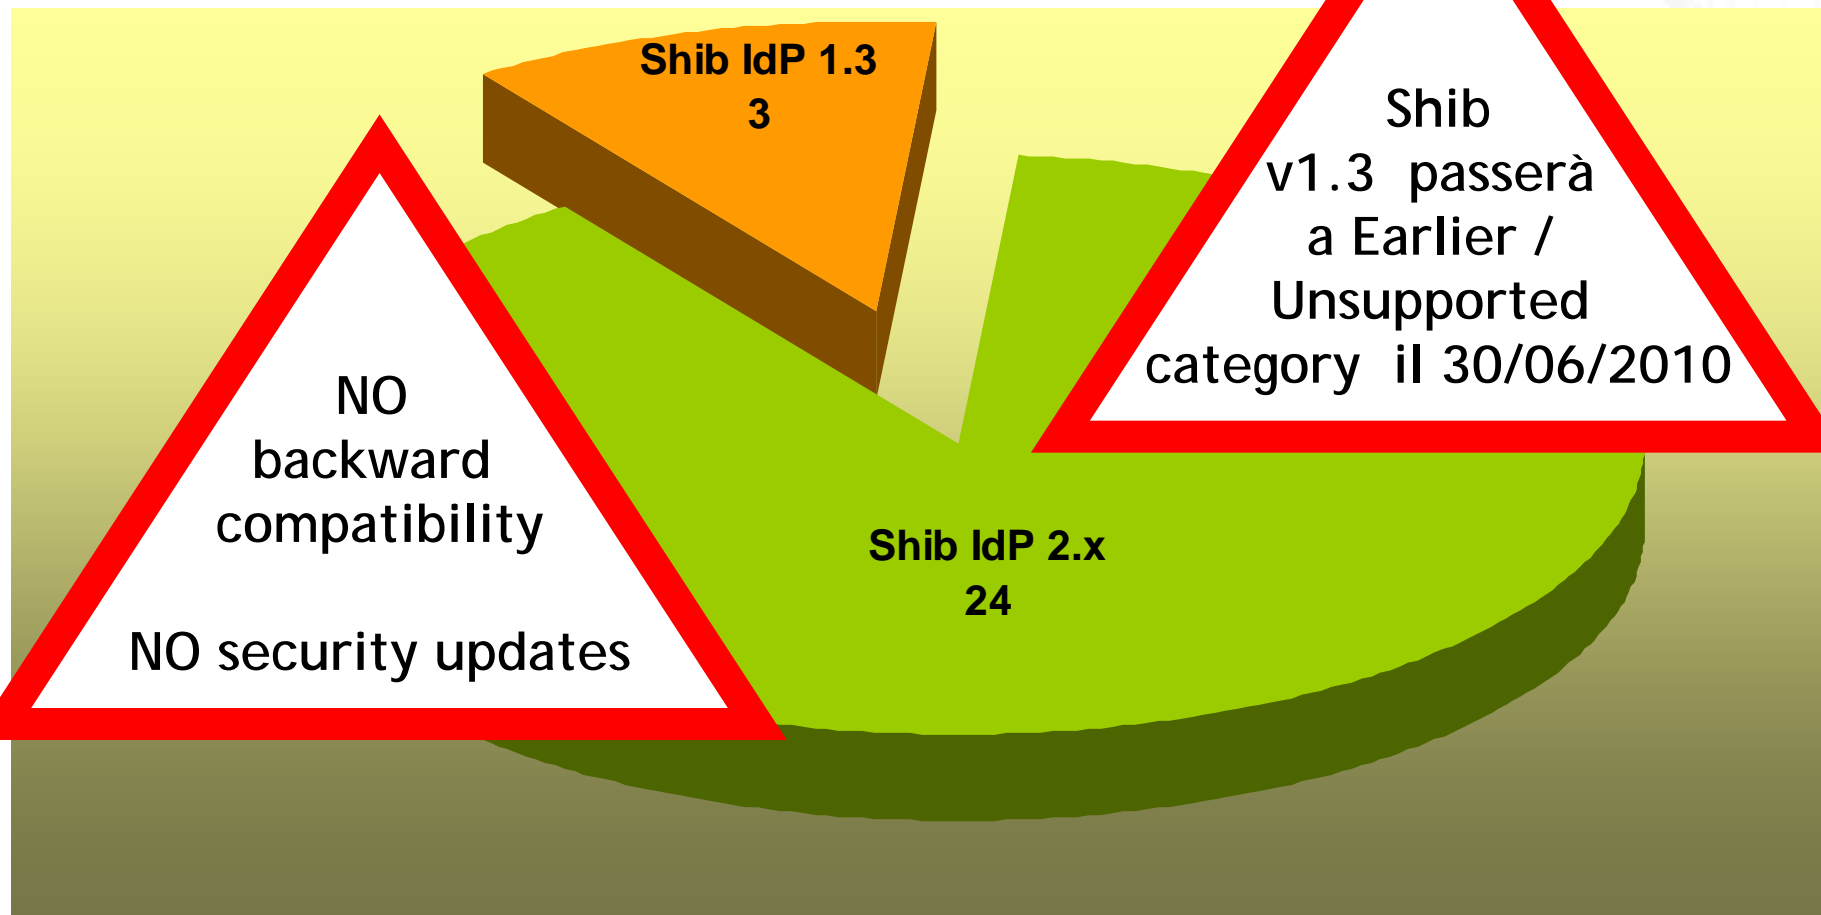 Shib IdP 1.3
3
Shib
v1.3 passerà
a Earlier /
Unsupported
category il 30/06/2010
NO
backward
compatibility
NO security updates
Shib IdP 2.x
24